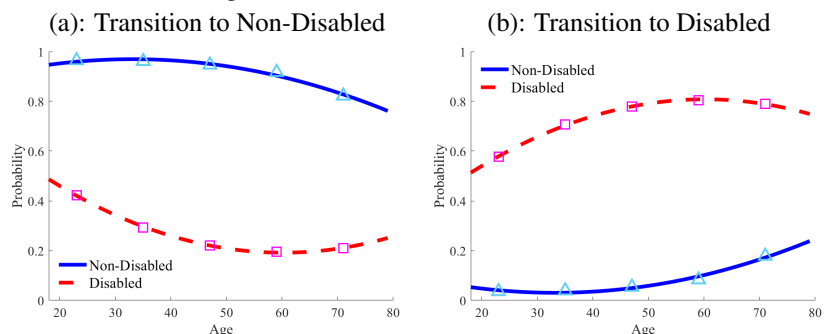 (a): Transition to Non-Disabled
1
0.8
0.6
0.4
0.2
0
Probability
Non-Disabled
Disabled
20 30 40 50 60 70 80
Age
(b): Transition to Disabled
1
0.8
0.6
0.4
0.2
0
Probability
Non-Disabled
Disabled
20 30 40 50 60 70 80
Age